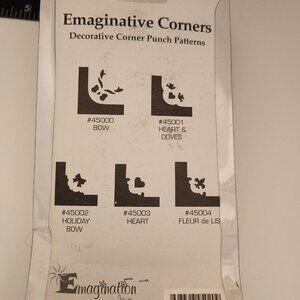 5
Emaginative Corners
Decorative Corner Punch Patterns
#45000
BOW
#45001
HEART &
DOVES
#45002
HOLIDAY
BOW
#45003
HEART
#45004
FLEUR de LIS
Emagination